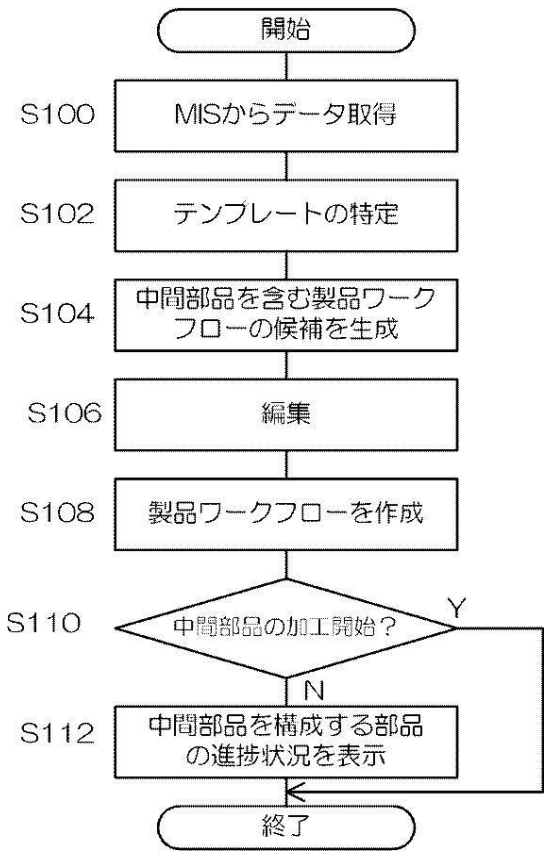 開始
S100
MISからデータ取得
S102
テンプレートの特定
S104
中間部品を含む製品ワーク
フローの候補を生成
S106
編集
S108
製品ワークフローを作成
S110
中間部品の加工開始？
Y
N
S112
中間部品を構成する部品
の進捗状況を表示
終了